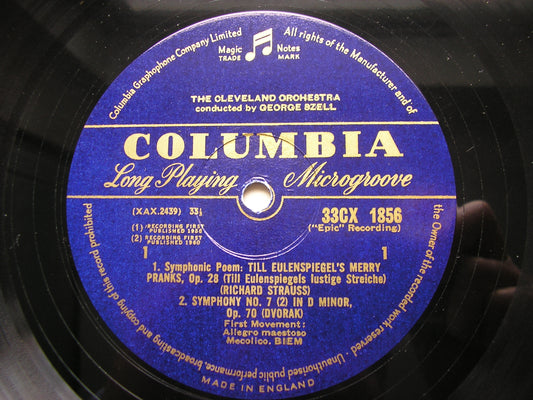 Columbia Graphophone Company Limited
Magic Notes
TRADE MARK
All rights of the Manufacturer and of
the Owner of the recorded work reserved - Unauthorised public performance, broadcasting and copying of this record prohibited
THE CLEVELAND ORCHESTRA
conducted by GEORGE SZELL
COLUMBIA
Long Playing Microgroove
(XAX.2439) 33⅓
33CX 1856
("Epic" Recording)
(1) RECORDING FIRST
PUBLISHED 1958
(2) RECORDING FIRST
PUBLISHED 1960
1 1
1. Symphonic Poem: TILL EULENSPIEGEL'S MERRY
PRANKS, Op. 28 (Till Eulenspiegels lustige Streiche)
(RICHARD STRAUSS)
2. SYMPHONY NO. 7 (2) IN D MINOR,
Op. 70 (DVORAK)
First Movement:
Allegro maestoso
Mecolico. BIEM
MADE IN ENGLAND